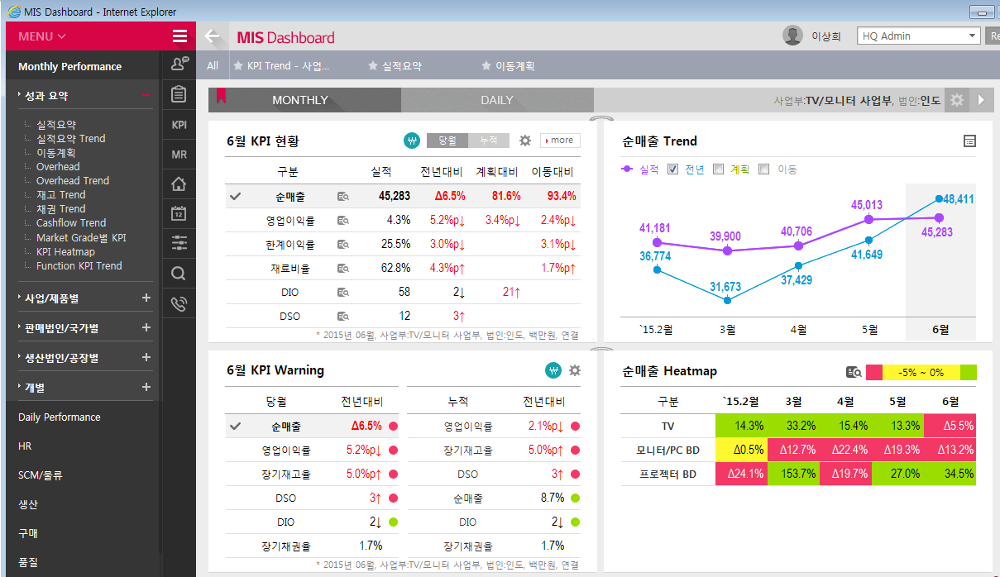 MIS Dashboard - Internet Explorer
MENU
MIS Dashboard
이상희
HQ Admin
Re
Monthly Performance
All
KPI Trend - 사업...
실적요약
이동계획
성과 요약
실적요약
실적요약 Trend
이동계획
Overhead
Overhead Trend
재고 Trend
채권 Trend
Cashflow Trend
Market Grade별 KPI
KPI Heatmap
Function KPI Trend
사업/제품별
판매법인/국가별
생산법인/공장별
개별
Daily Performance
HR
SCM/물류
생산
구매
품질
KPI
MR
12
MONTHLY
DAILY
사업부:TV/모니터 사업부, 법인:인도
6월 KPI 현황
₩ 당월 누적 more
구분 실적 전년대비 계획대비 이동대비
순매출 45,283 Δ6.5% 81.6% 93.4%
영업이익률 4.3% 5.2%p↓ 3.4%p↓ 2.4%p↓
한계이익률 25.5% 3.0%p↓ 3.1%p↓
재료비율 62.8% 4.3%p↑ 1.7%p↑
DIO 58 2↓ 21↑
DSO 12 3↑
* 2015년 06월, 사업부:TV/모니터 사업부, 법인:인도, 백만원, 연결
순매출 Trend
실적 전년 계획 이동
41,181
39,900
40,706
45,013
48,411
45,283
36,774
31,673
37,429
41,649
`15.2월 3월 4월 5월 6월
6월 KPI Warning
₩
당월 전년대비
순매출 Δ6.5%
영업이익률 5.2%p↓
장기재고율 5.0%p↑
DSO 3↑
DIO 2↓
장기채권율 1.7%
누적 전년대비
영업이익률 2.1%p↓
장기재고율 5.0%p↑
DSO 3↑
순매출 8.7%
DIO 2↓
장기채권율 1.7%
* 2015년 06월, 사업부:TV/모니터 사업부, 법인:인도, 백만원, 연결
순매출 Heatmap
-5% ~ 0%
구분 `15.2월 3월 4월 5월 6월
TV 14.3% 33.2% 15.4% 13.3% Δ5.5%
모니터/PC BD Δ0.5% Δ12.7% Δ22.4% Δ19.3% Δ13.2%
프로젝터 BD Δ24.1% 153.7% Δ19.7% 27.0% 34.5%